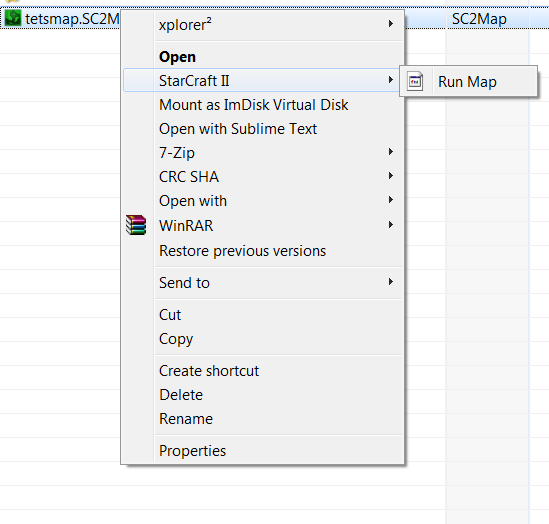 tetsmap.SC2M
SC2Map
xplorer²
Open
StarCraft II
Run Map
Mount as ImDisk Virtual Disk
Open with Sublime Text
7-Zip
CRC SHA
Open with
WinRAR
Restore previous versions
Send to
Cut
Copy
Create shortcut
Delete
Rename
Properties